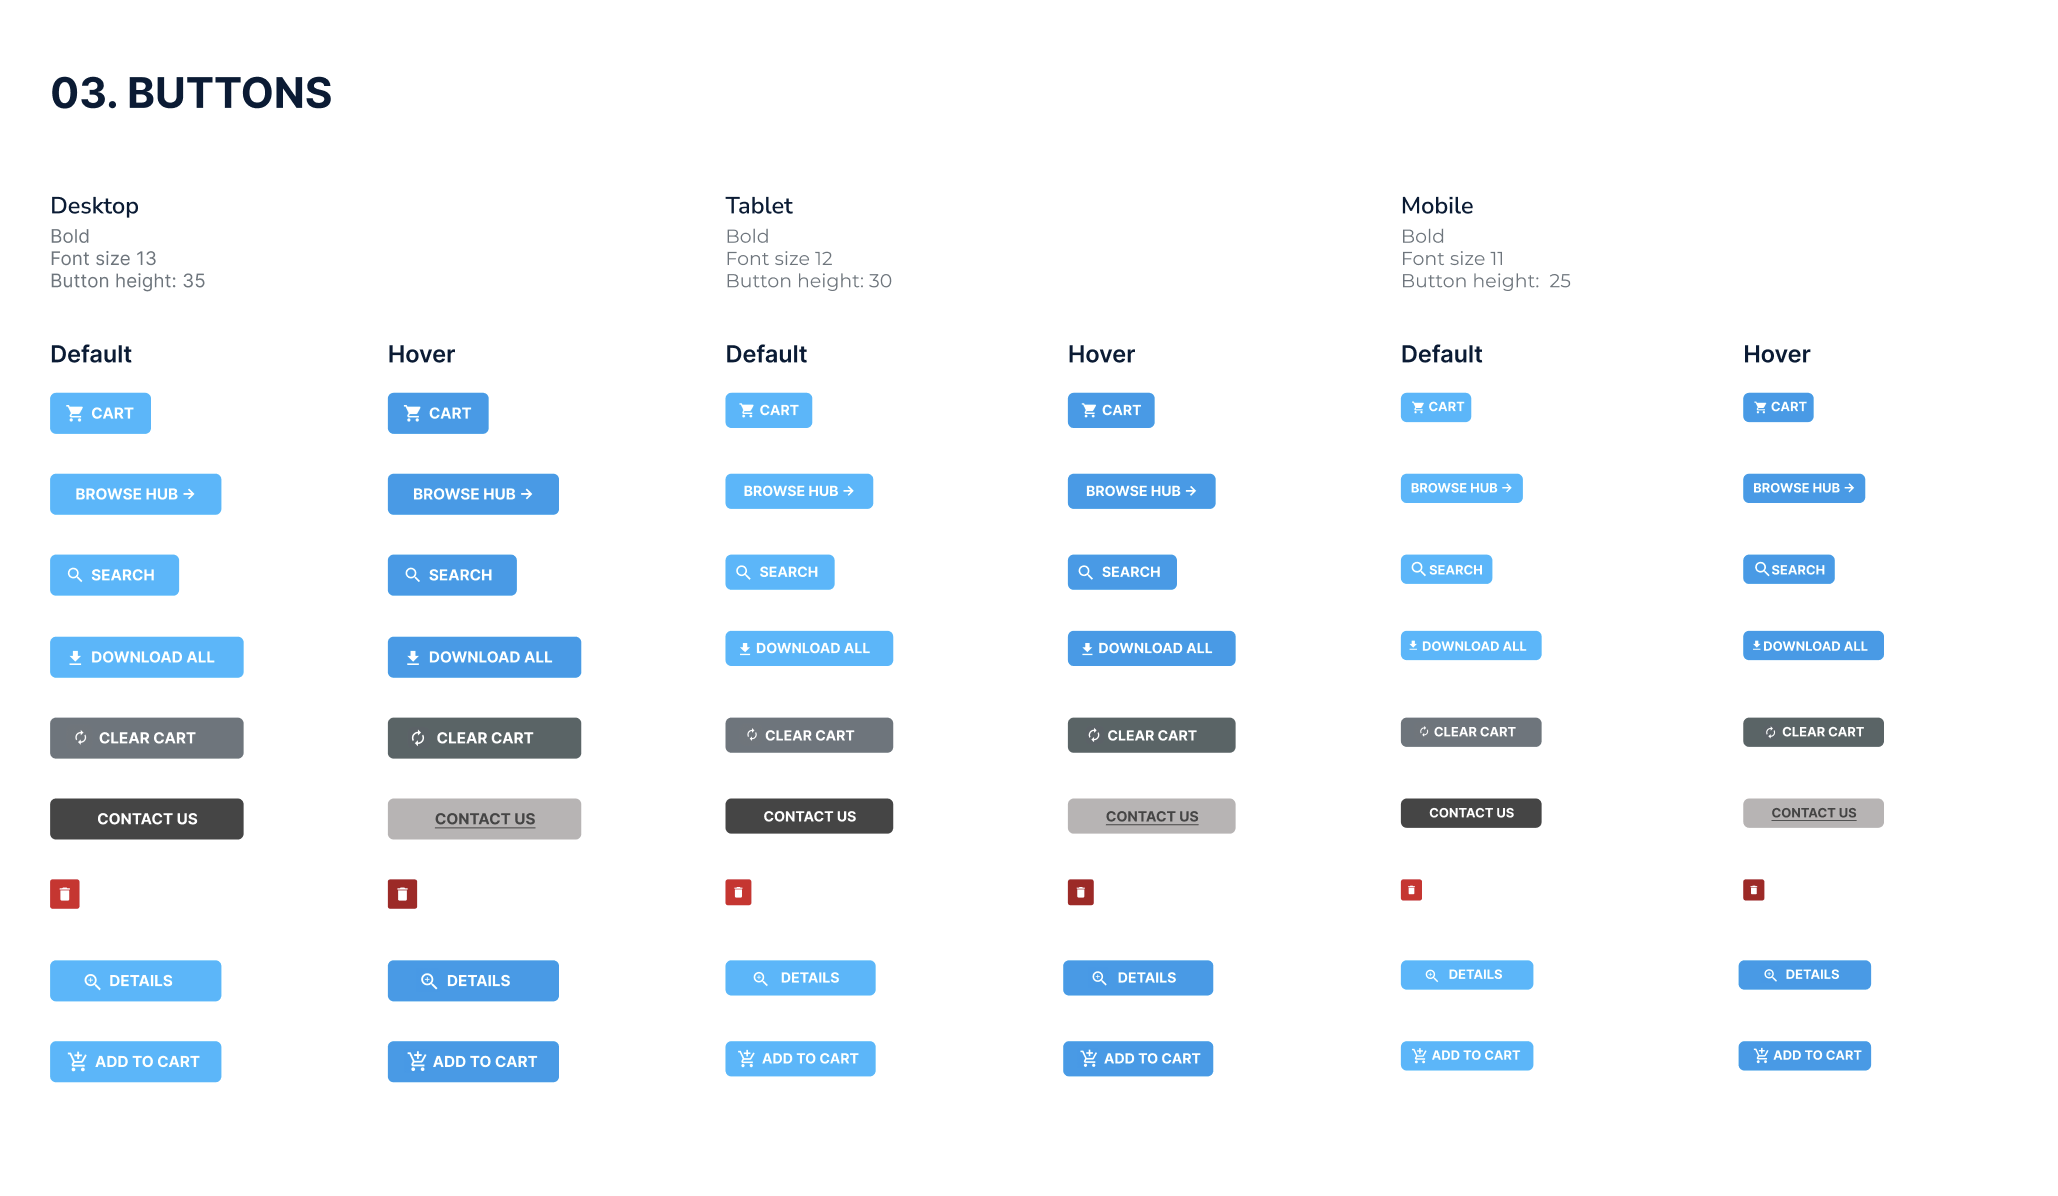 03. BUTTONS
Desktop
Bold
Font size 13
Button height: 35
Tablet
Bold
Font size 12
Button height: 30
Mobile
Bold
Font size 11
Button height: 25
Default
Hover
Default
Hover
Default
Hover
CART
CART
CART
CART
CART
CART
BROWSE HUB →
BROWSE HUB →
BROWSE HUB →
BROWSE HUB →
BROWSE HUB →
BROWSE HUB →
SEARCH
SEARCH
SEARCH
SEARCH
SEARCH
SEARCH
DOWNLOAD ALL
DOWNLOAD ALL
DOWNLOAD ALL
DOWNLOAD ALL
DOWNLOAD ALL
DOWNLOAD ALL
CLEAR CART
CLEAR CART
CLEAR CART
CLEAR CART
CLEAR CART
CLEAR CART
CONTACT US
CONTACT US
CONTACT US
CONTACT US
CONTACT US
CONTACT US
DETAILS
DETAILS
DETAILS
DETAILS
DETAILS
DETAILS
ADD TO CART
ADD TO CART
ADD TO CART
ADD TO CART
ADD TO CART
ADD TO CART